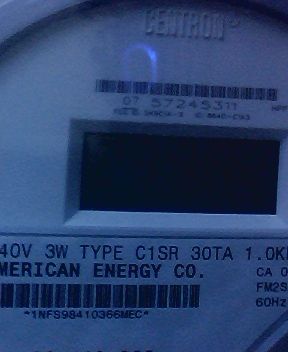 CENTRON
07 57245311
40V 3W TYPE C1SR 30TA 1.0K
MERICAN ENERGY CO.
CA 0
FM2S
60Hz
*1NFS98410366MEC*